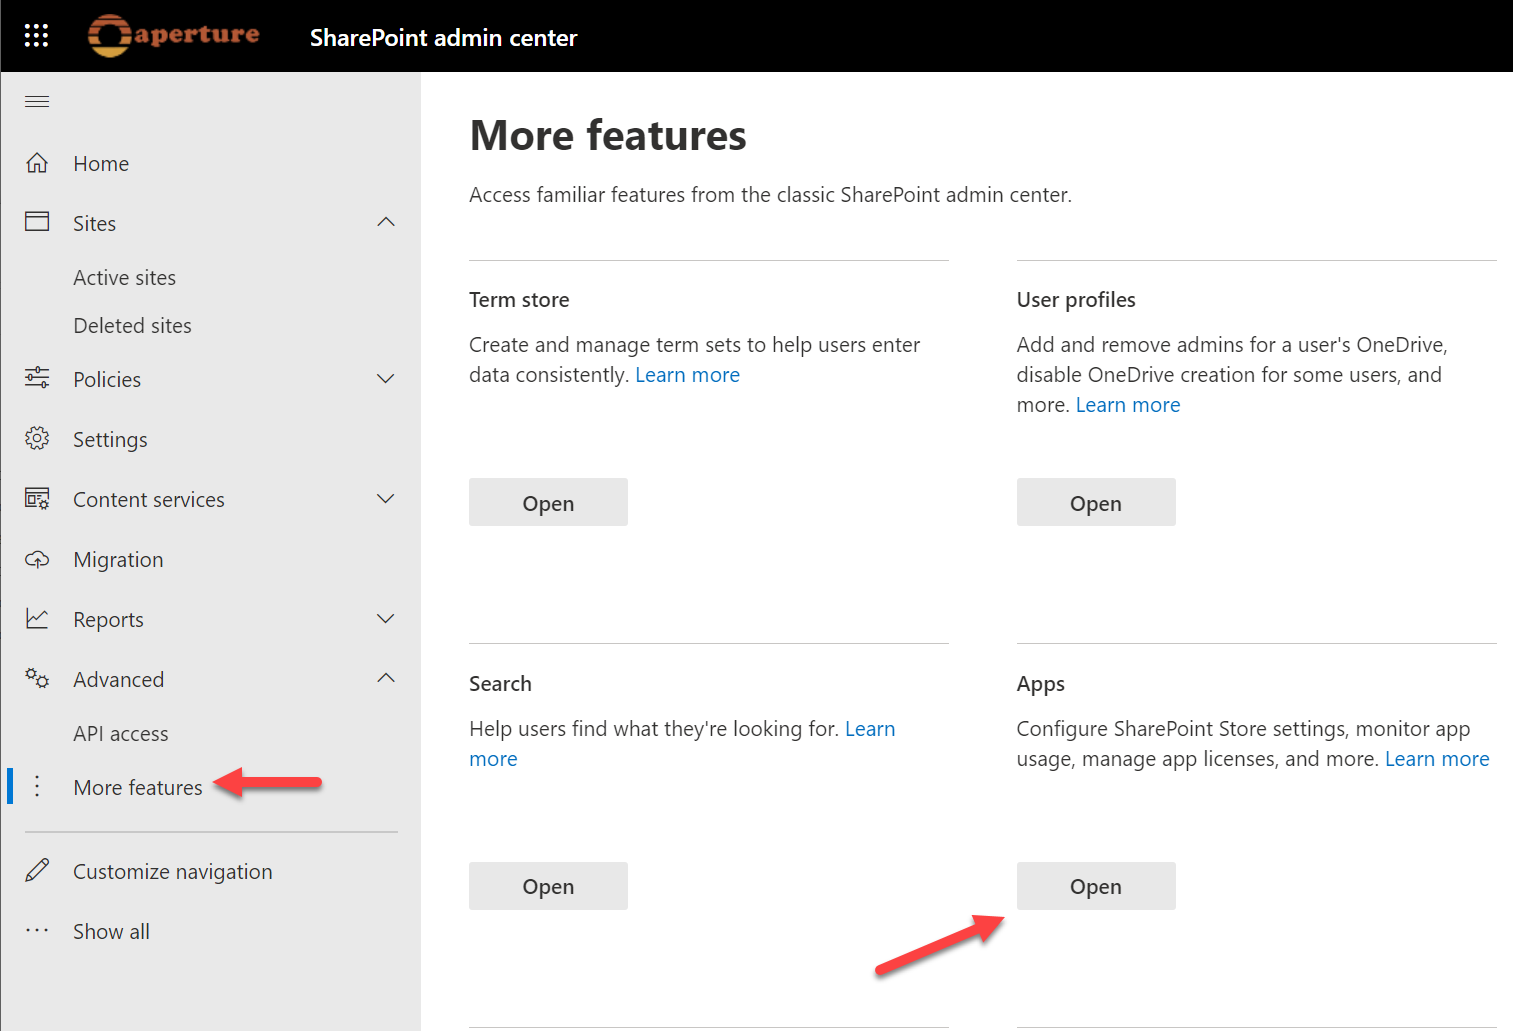 aperture
SharePoint admin center
Home
Sites
Active sites
Deleted sites
Policies
Settings
Content services
Migration
Reports
Advanced
API access
More features
Customize navigation
Show all
More features
Access familiar features from the classic SharePoint admin center.
Term store
Create and manage term sets to help users enter
data consistently. Learn more
Open
User profiles
Add and remove admins for a user's OneDrive,
disable OneDrive creation for some users, and
more. Learn more
Open
Search
Help users find what they're looking for. Learn
more
Open
Apps
Configure SharePoint Store settings, monitor app
usage, manage app licenses, and more. Learn more
Open